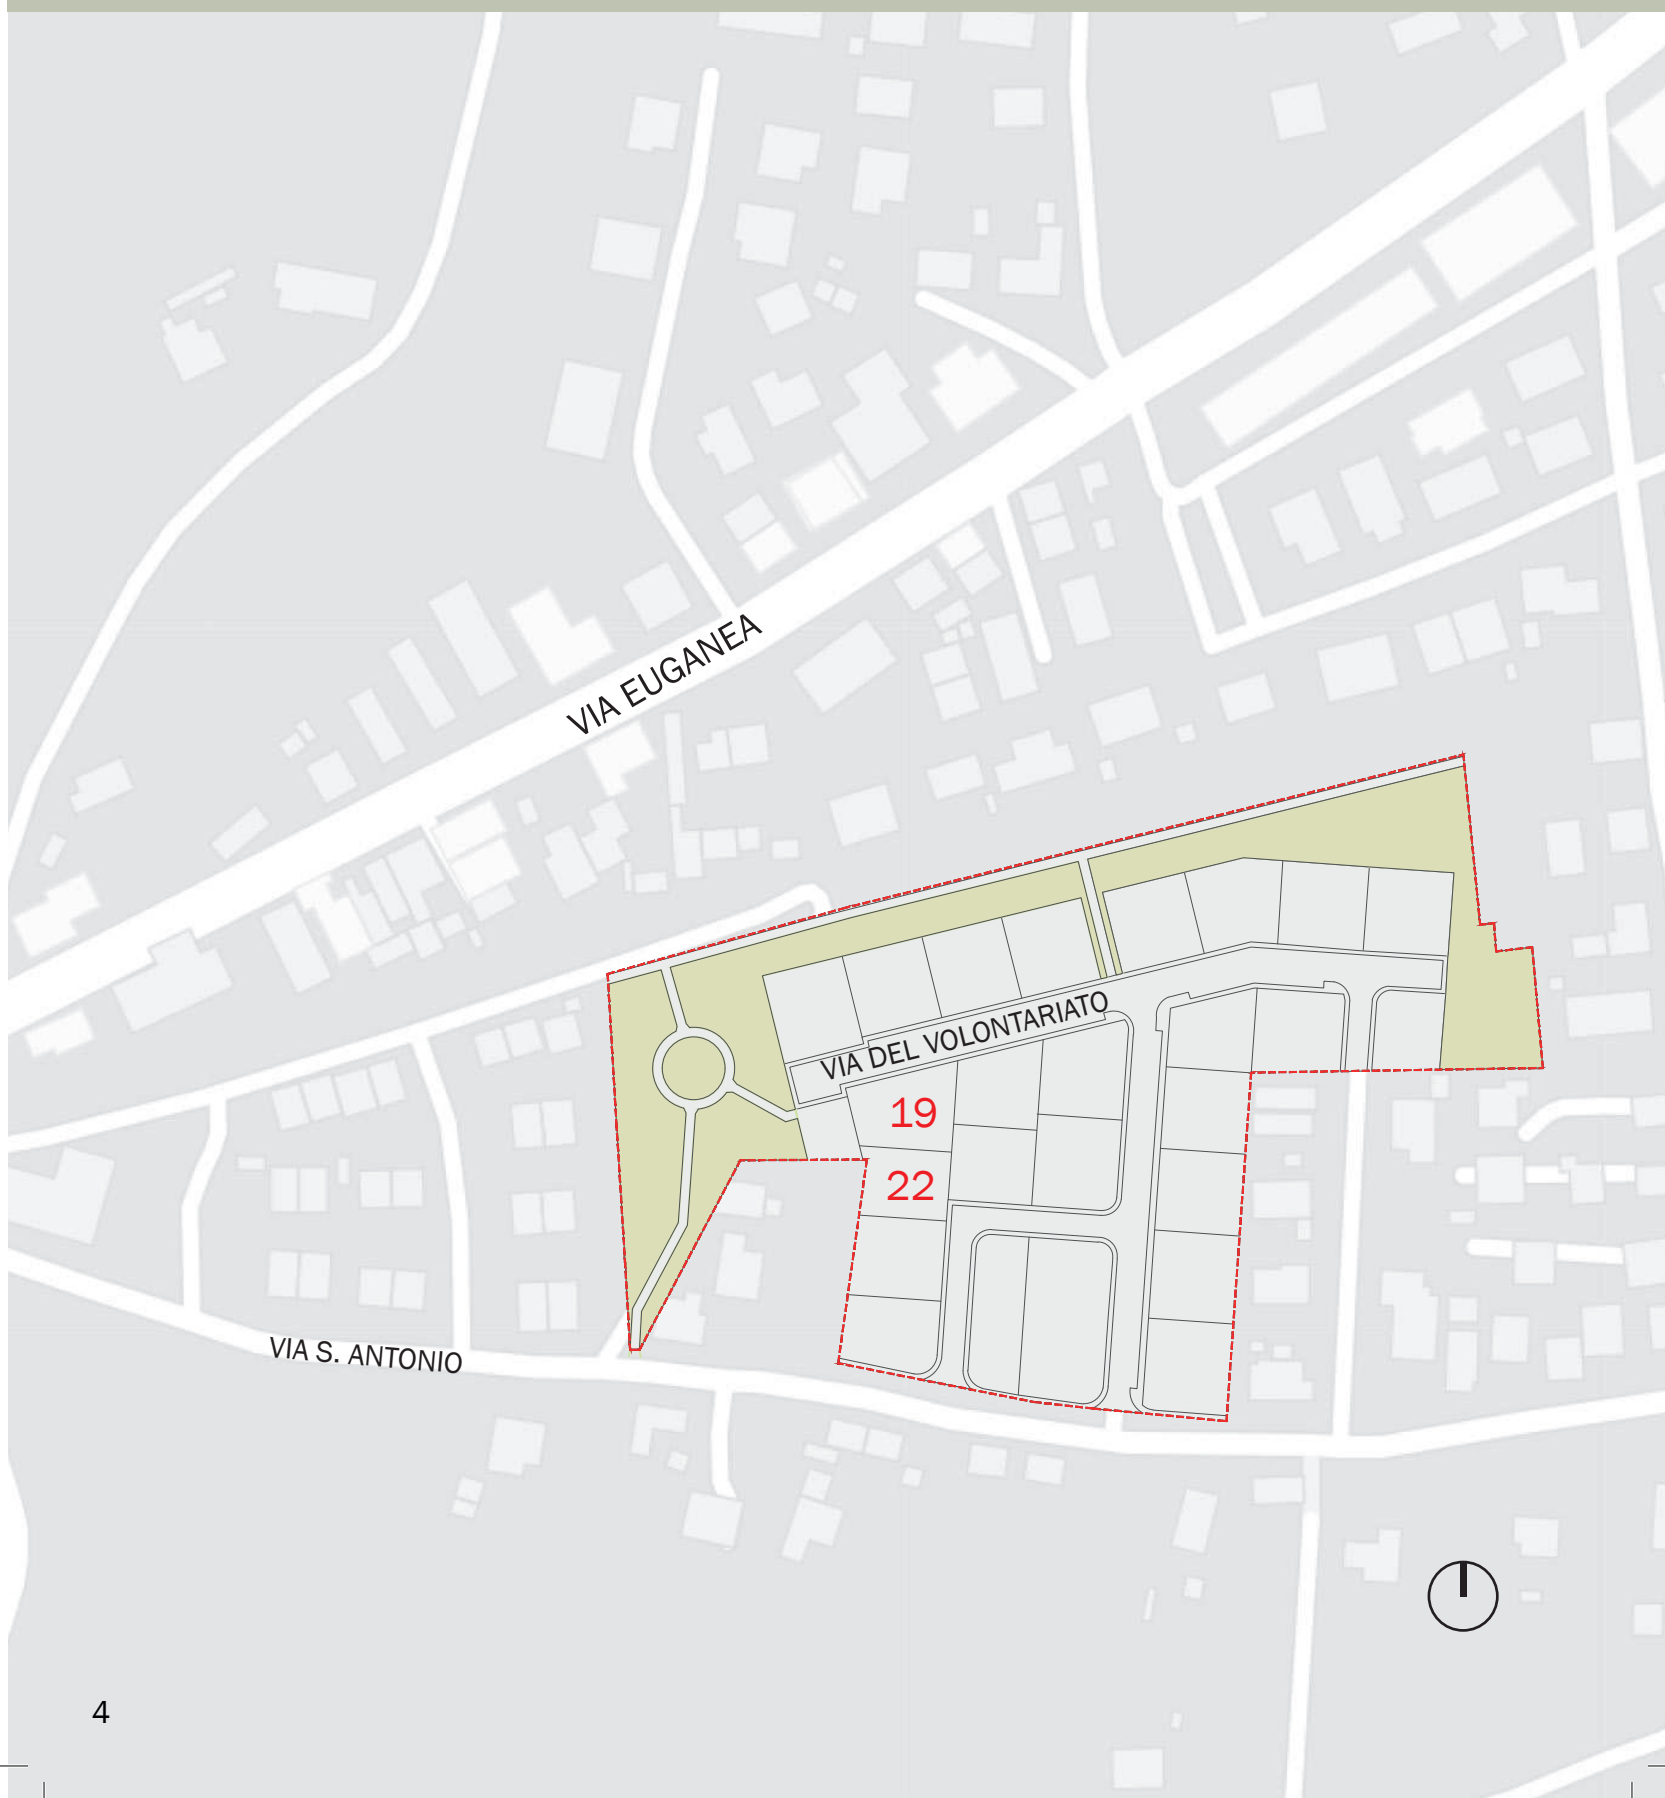 VIA EUGANEA
VIA DEL VOLONTARIATO
19
22
VIA S. ANTONIO
4